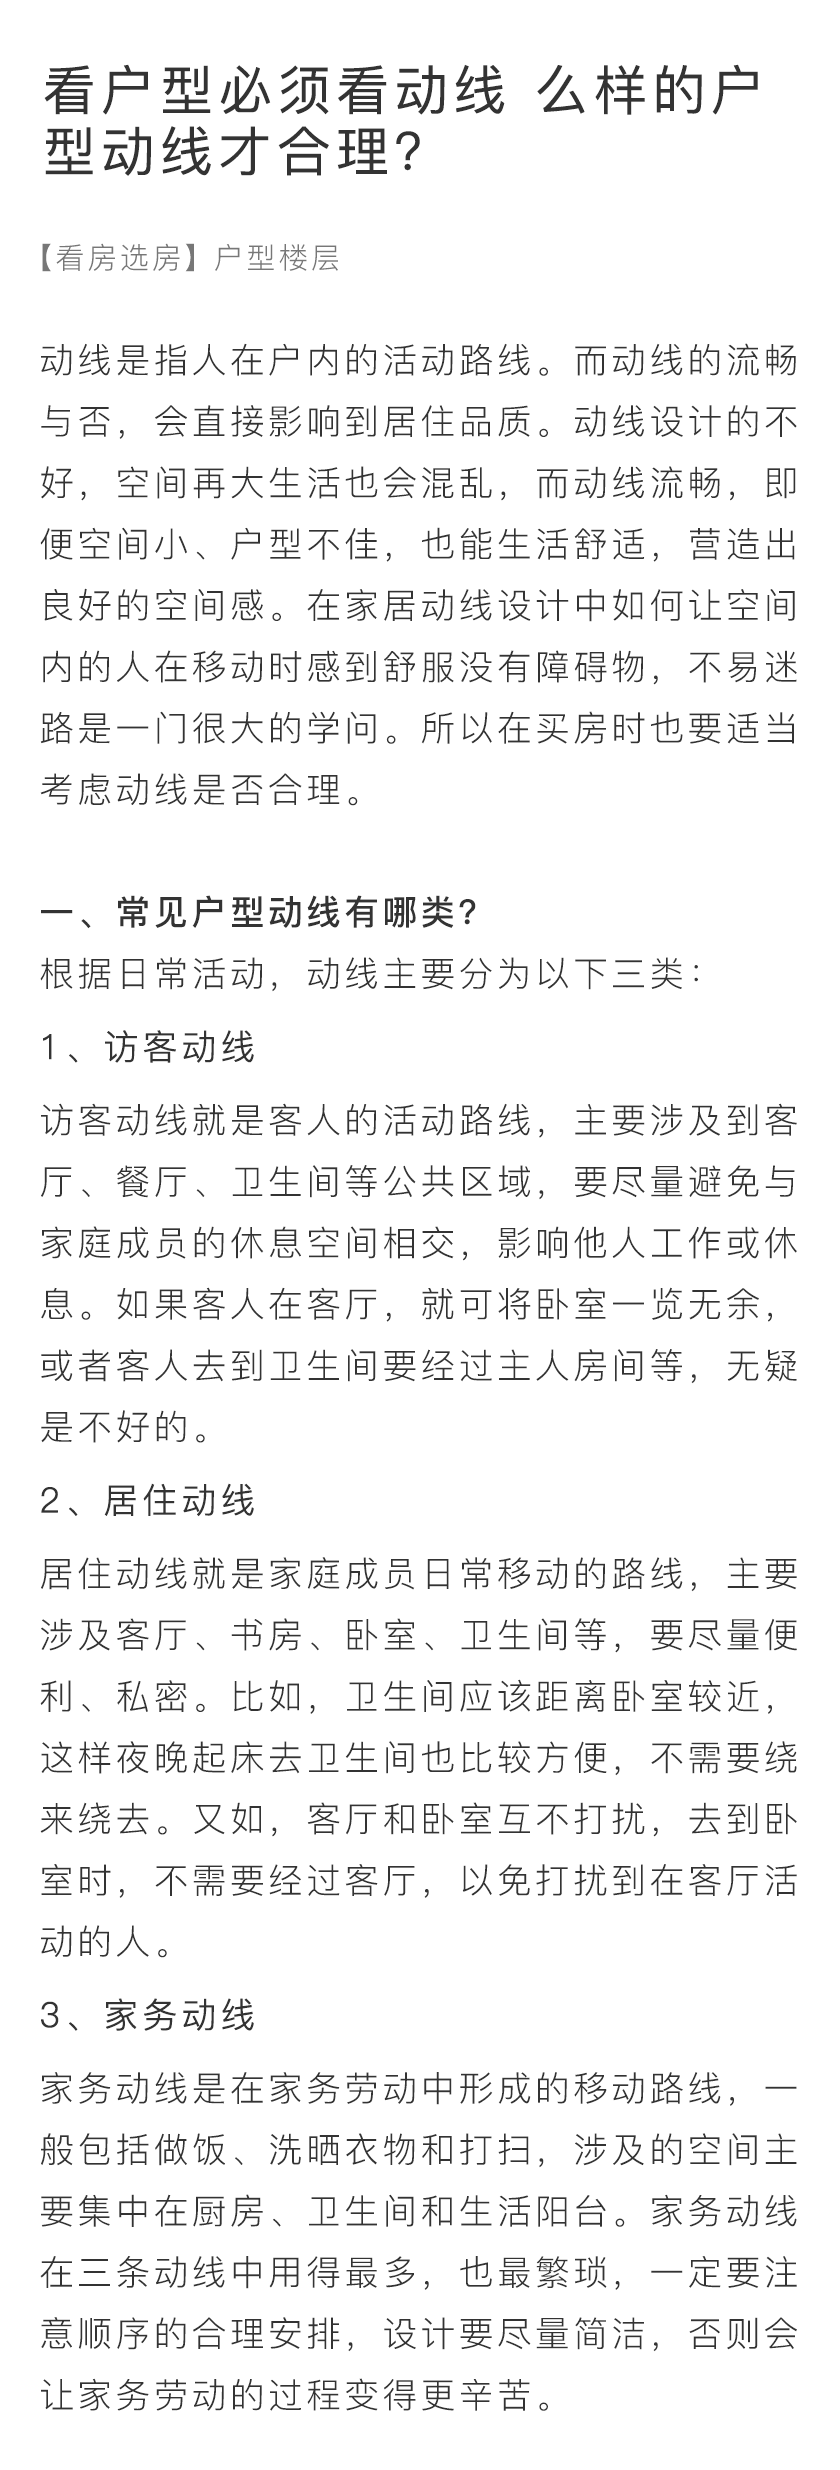 看户型必须看动线 么样的户
型动线才合理？
【看房选房】户型楼层
动线是指人在户内的活动路线。而动线的流畅
与否，会直接影响到居住品质。动线设计的不
好，空间再大生活也会混乱，而动线流畅，即
便空间小、户型不佳，也能生活舒适，营造出
良好的空间感。在家居动线设计中如何让空间
内的人在移动时感到舒服没有障碍物，不易迷
路是一门很大的学问。所以在买房时也要适当
考虑动线是否合理。
一、常见户型动线有哪类？
根据日常活动，动线主要分为以下三类：
1、访客动线
访客动线就是客人的活动路线，主要涉及到客
厅、餐厅、卫生间等公共区域，要尽量避免与
家庭成员的休息空间相交，影响他人工作或休
息。如果客人在客厅，就可将卧室一览无余，
或者客人去到卫生间要经过主人房间等，无疑
是不好的。
2、居住动线
居住动线就是家庭成员日常移动的路线，主要
涉及客厅、书房、卧室、卫生间等，要尽量便
利、私密。比如，卫生间应该距离卧室较近，
这样夜晚起床去卫生间也比较方便，不需要绕
来绕去。又如，客厅和卧室互不打扰，去到卧
室时，不需要经过客厅，以免打扰到在客厅活
动的人。
3、家务动线
家务动线是在家务劳动中形成的移动路线，一
般包括做饭、洗晒衣物和打扫，涉及的空间主
要集中在厨房、卫生间和生活阳台。家务动线
在三条动线中用得最多，也最繁琐，一定要注
意顺序的合理安排，设计要尽量简洁，否则会
让家务劳动的过程变得更辛苦。